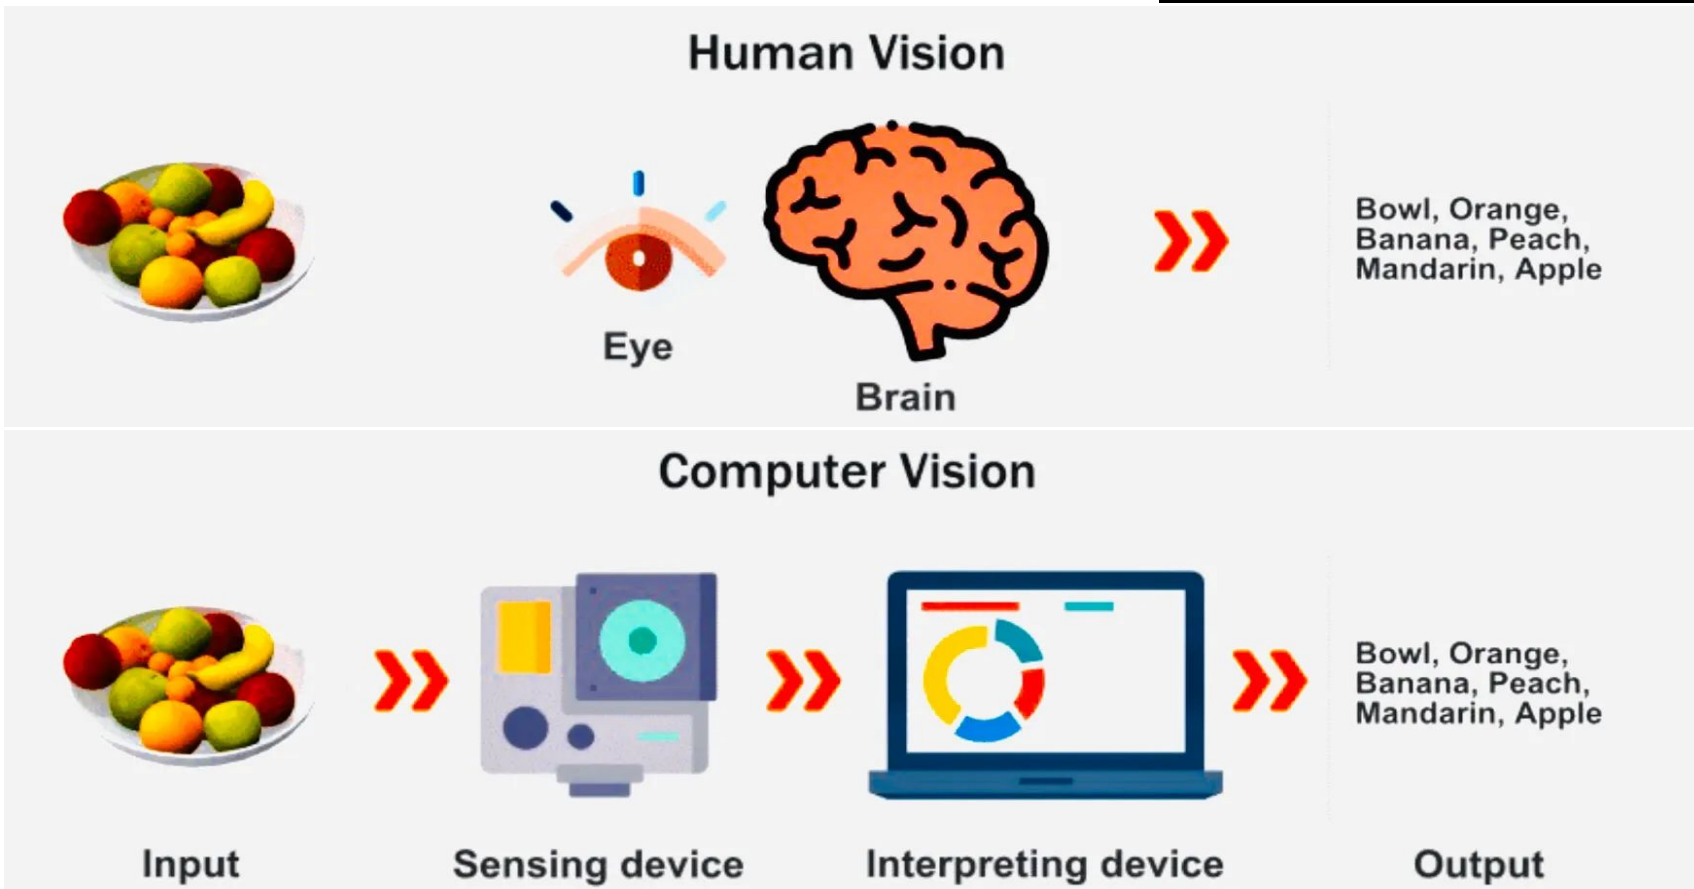 Human Vision
Eye
Brain
Bowl, Orange,
Banana, Peach,
Mandarin, Apple
Computer Vision
Bowl, Orange,
Banana, Peach,
Mandarin, Apple
Input
Sensing device
Interpreting device
Output